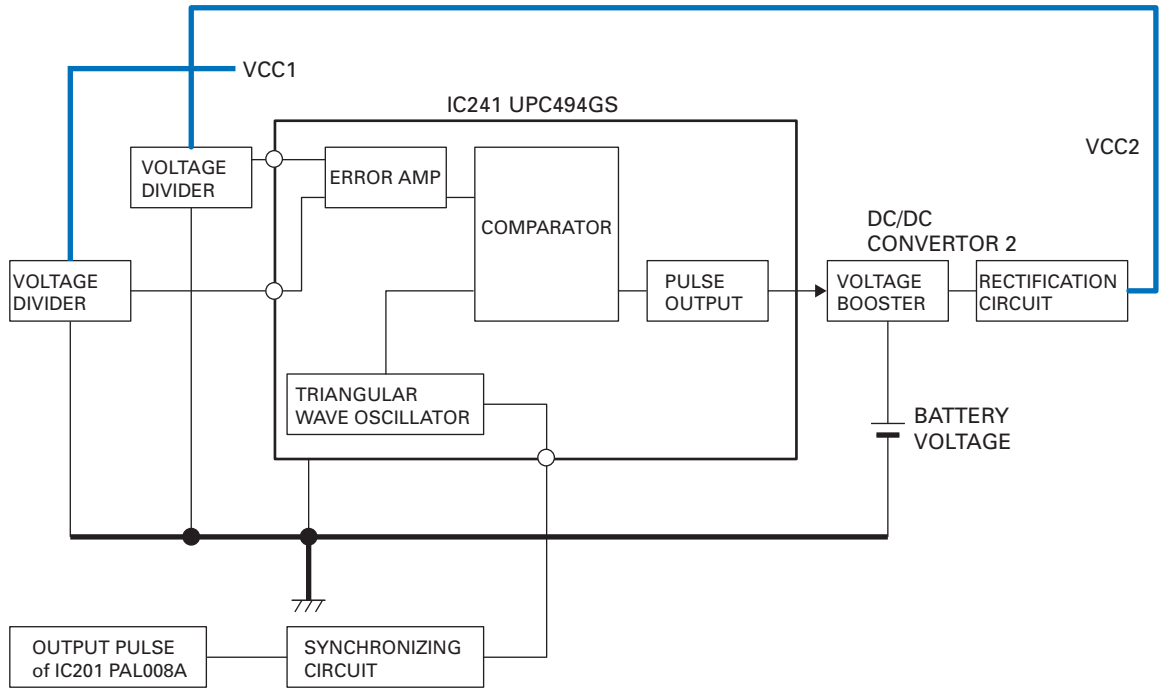 VCC1
IC241 UPC494GS
VCC2
VOLTAGE
DIVIDER
ERROR AMP
COMPARATOR
DC/DC
CONVERTOR 2
VOLTAGE
DIVIDER
PULSE
OUTPUT
VOLTAGE
BOOSTER
RECTIFICATION
CIRCUIT
TRIANGULAR
WAVE OSCILLATOR
BATTERY
VOLTAGE
OUTPUT PULSE
of IC201 PAL008A
SYNCHRONIZING
CIRCUIT